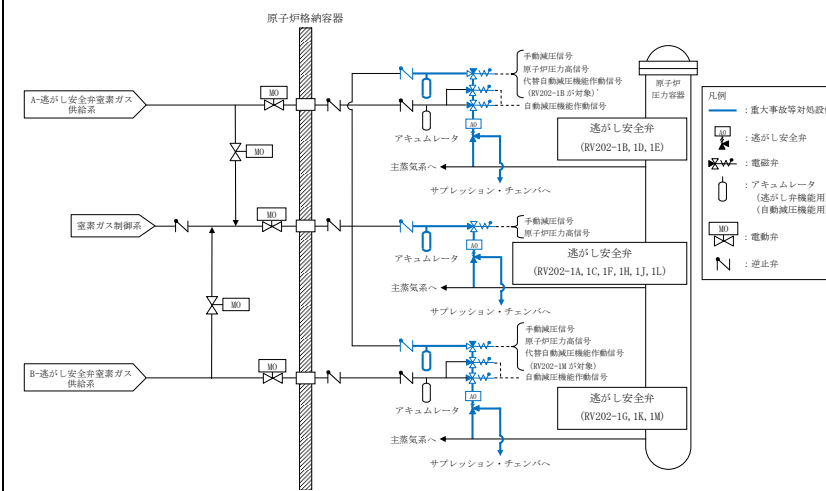 原子炉格納容器
手動減圧信号
原子炉圧力高信号
代替自動減圧機能作動信号
(RV202-1Bが対象)
自動減圧機能作動信号
原子炉
圧力容器
A-逃がし安全弁窒素ガス
供給系
MO
MO
アキュムレータ
AO
逃がし安全弁
(RV202-1B, 1D, 1E)
主蒸気系へ
サプレッション・チェンバへ
凡例
：重大事故等対処設備
AO
：逃がし安全弁
：電磁弁
：アキュムレータ
(逃がし弁機能用)
(自動減圧機能用)
MO
：電動弁
：逆止弁
窒素ガス制御系
MO
手動減圧信号
原子炉圧力高信号
アキュムレータ
AO
逃がし安全弁
(RV202-1A, 1C, 1F, 1H, 1J, 1L)
主蒸気系へ
サプレッション・チェンバへ
MO
手動減圧信号
原子炉圧力高信号
代替自動減圧機能作動信号
(RV202-1Mが対象)
自動減圧機能作動信号
B-逃がし安全弁窒素ガス
供給系
MO
アキュムレータ
AO
逃がし安全弁
(RV202-1G, 1K, 1M)
主蒸気系へ
サプレッション・チェンバへ